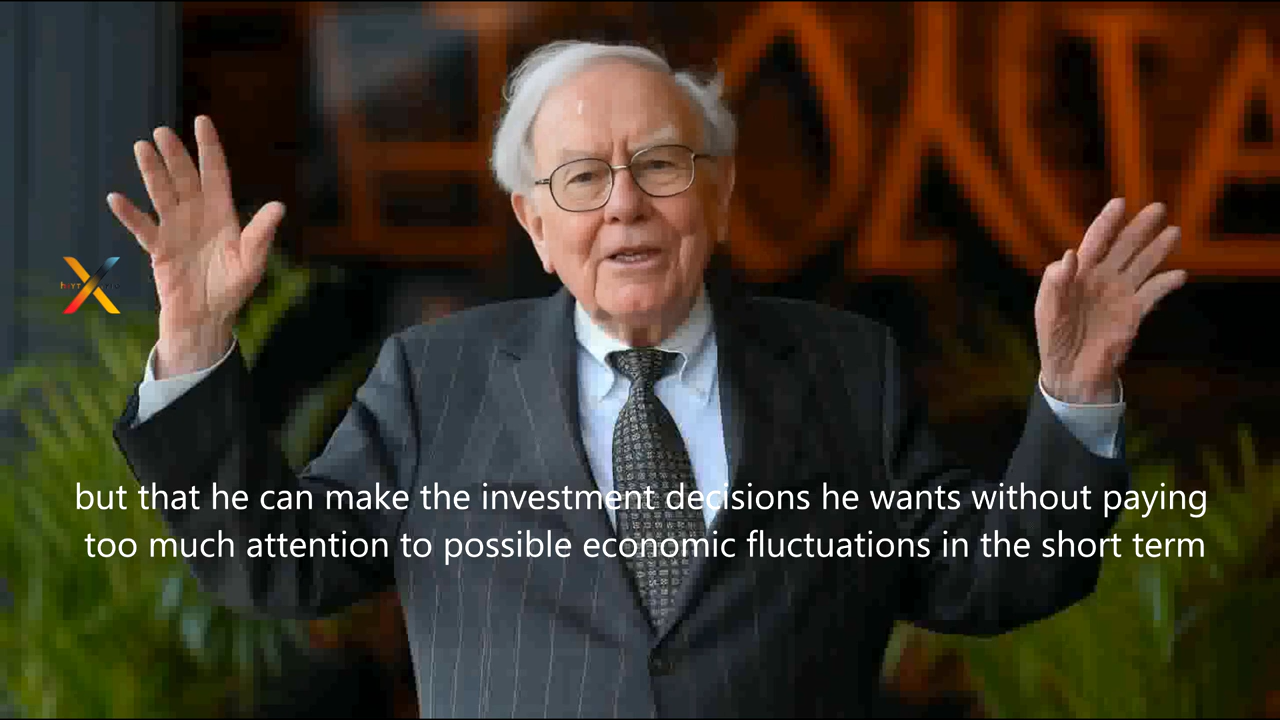 but that he can make the investment decisions he wants without paying
too much attention to possible economic fluctuations in the short term